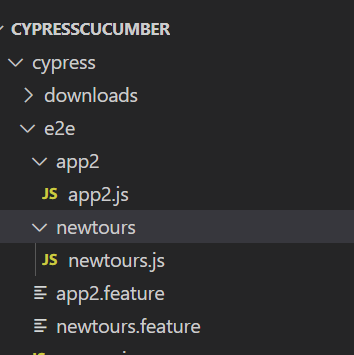 CYPRESSCUCUMBER
cypress
downloads
e2e
app2
JS app2.js
newtours
JS newtours.js
app2.feature
newtours.feature